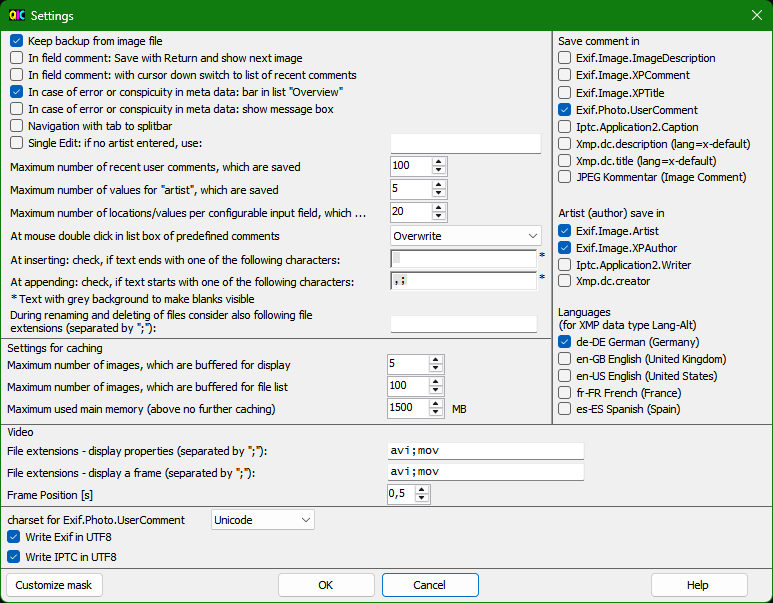 QIC Settings
Keep backup from image file
In field comment: Save with Return and show next image
In field comment: with cursor down switch to list of recent comments
In case of error or conspicuity in meta data: bar in list "Overview"
In case of error or conspicuity in meta data: show message box
Navigation with tab to splitbar
Single Edit: if no artist entered, use:
Maximum number of recent user comments, which are saved 100
Maximum number of values for "artist", which are saved 5
Maximum number of locations/values per configurable input field, which ... 20
At mouse double click in list box of predefined comments Overwrite
At inserting: check, if text ends with one of the following characters: *
At appending: check, if text starts with one of the following characters: ,; *
* Text with grey background to make blanks visible
During renaming and deleting of files consider also following file
extensions (separated by ";"):
Save comment in
Exif.Image.ImageDescription
Exif.Image.XPComment
Exif.Image.XPTitle
Exif.Photo.UserComment
Iptc.Application2.Caption
Xmp.dc.description (lang=x-default)
Xmp.dc.title (lang=x-default)
JPEG Kommentar (Image Comment)
Artist (author) save in
Exif.Image.Artist
Exif.Image.XPAuthor
Iptc.Application2.Writer
Xmp.dc.creator
Languages
(for XMP data type Lang-Alt)
de-DE German (Germany)
en-GB English (United Kingdom)
en-US English (United States)
fr-FR French (France)
es-ES Spanish (Spain)
Settings for caching
Maximum number of images, which are buffered for display 5
Maximum number of images, which are buffered for file list 100
Maximum used main memory (above no further caching) 1500 MB
Video
File extensions - display properties (separated by ";"): avi;mov
File extensions - display a frame (separated by ";"): avi;mov
Frame Position [s] 0,5
charset for Exif.Photo.UserComment Unicode
Write Exif in UTF8
Write IPTC in UTF8
Customize mask OK Cancel Help